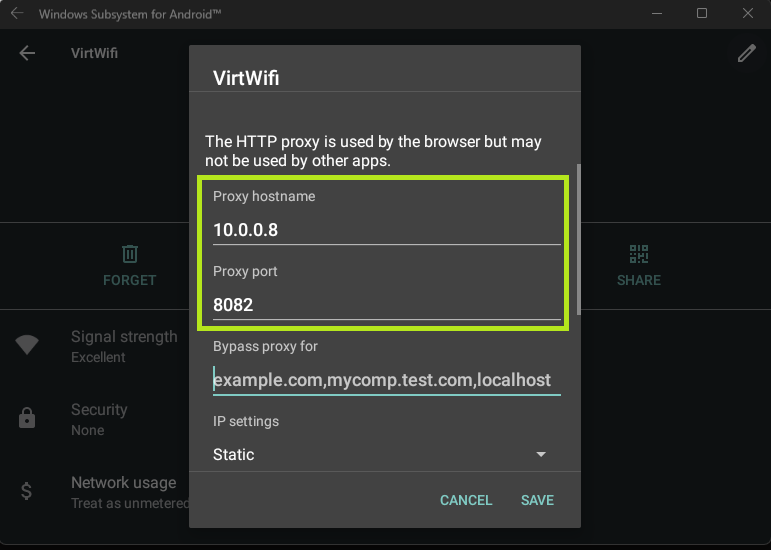 Windows Subsystem for Android™
VirtWifi
VirtWifi
The HTTP proxy is used by the browser but may
not be used by other apps.
Proxy hostname
10.0.0.8
Proxy port
8082
Bypass proxy for
example.com,mycomp.test.com,localhost
IP settings
Static
CANCEL
SAVE
FORGET
SHARE
Signal strength
Excellent
Security
None
Network usage
Treat as unmetered